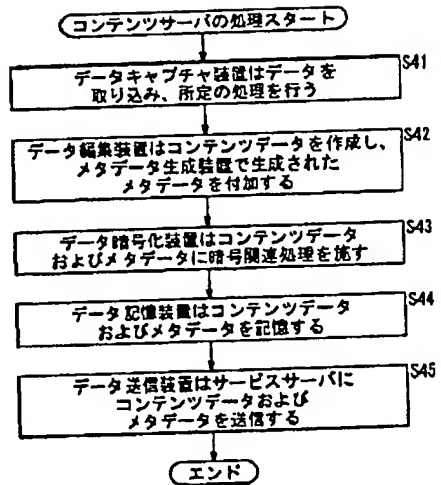 コンテンツサーバの処理スタート
S41
データキャプチャ装置はデータを
取り込み、所定の処理を行う
S42
データ編集装置はコンテンツデータを作成し、
メタデータ生成装置で生成された
メタデータを付加する
S43
データ暗号化装置はコンテンツデータ
およびメタデータに暗号関連処理を施す
S44
データ記憶装置はコンテンツデータ
およびメタデータを記憶する
S45
データ送信装置はサービスサーバに
コンテンツデータおよび
メタデータを送信する
エンド